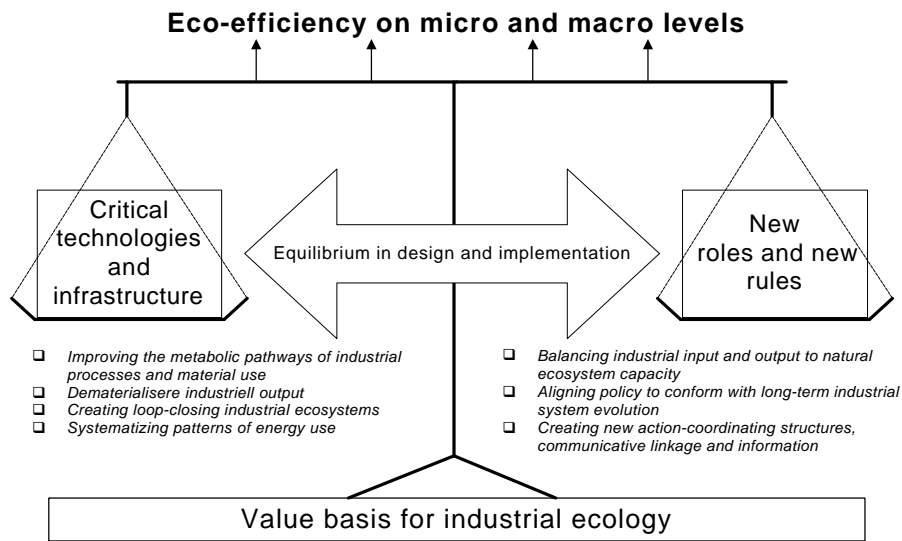 Eco-efficiency on micro and macro levels
Critical
technologies
and
infrastructure
Equilibrium in design and implementation
New
roles and new
rules
❑ Improving the metabolic pathways of industrial
processes and material use
❑ Dematerialisere industriell output
❑ Creating loop-closing industrial ecosystems
❑ Systematizing patterns of energy use
❑ Balancing industrial input and output to natural
ecosystem capacity
❑ Aligning policy to conform with long-term industrial
system evolution
❑ Creating new action-coordinating structures,
communicative linkage and information
Value basis for industrial ecology